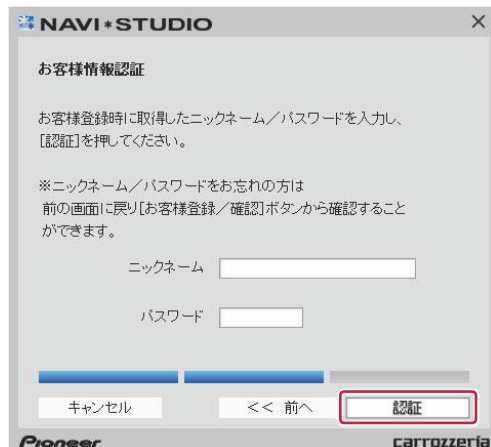 NAVI*STUDIO
お客様情報認証
お客様登録時に取得したニックネーム／パスワードを入力し、
[認証]を押してください。
※ニックネーム／パスワードをお忘れの方は
前の画面に戻り[お客様登録／確認]ボタンから確認すること
ができます。
ニックネーム
パスワード
キャンセル
<< 前へ
認証
Pioneer
carrozzeria